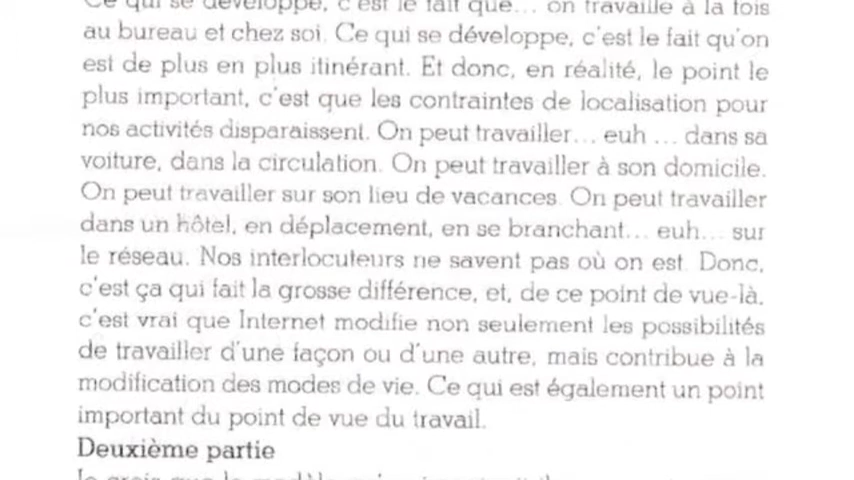 Ce qui se développe, c'est le fait que... on travaille à la fois
au bureau et chez soi. Ce qui se développe, c'est le fait qu'on
est de plus en plus itinérant. Et donc, en réalité, le point le
plus important, c'est que les contraintes de localisation pour
nos activités disparaissent. On peut travailler... euh ... dans sa
voiture, dans la circulation. On peut travailler à son domicile.
On peut travailler sur son lieu de vacances. On peut travailler
dans un hôtel, en déplacement, en se branchant... euh... sur
le réseau. Nos interlocuteurs ne savent pas où on est. Donc,
c'est ça qui fait la grosse différence, et, de ce point de vue-là,
c'est vrai que Internet modifie non seulement les possibilités
de travailler d'une façon ou d'une autre, mais contribue à la
modification des modes de vie. Ce qui est également un point
important du point de vue du travail.
Deuxième partie
Je crois que le modèle